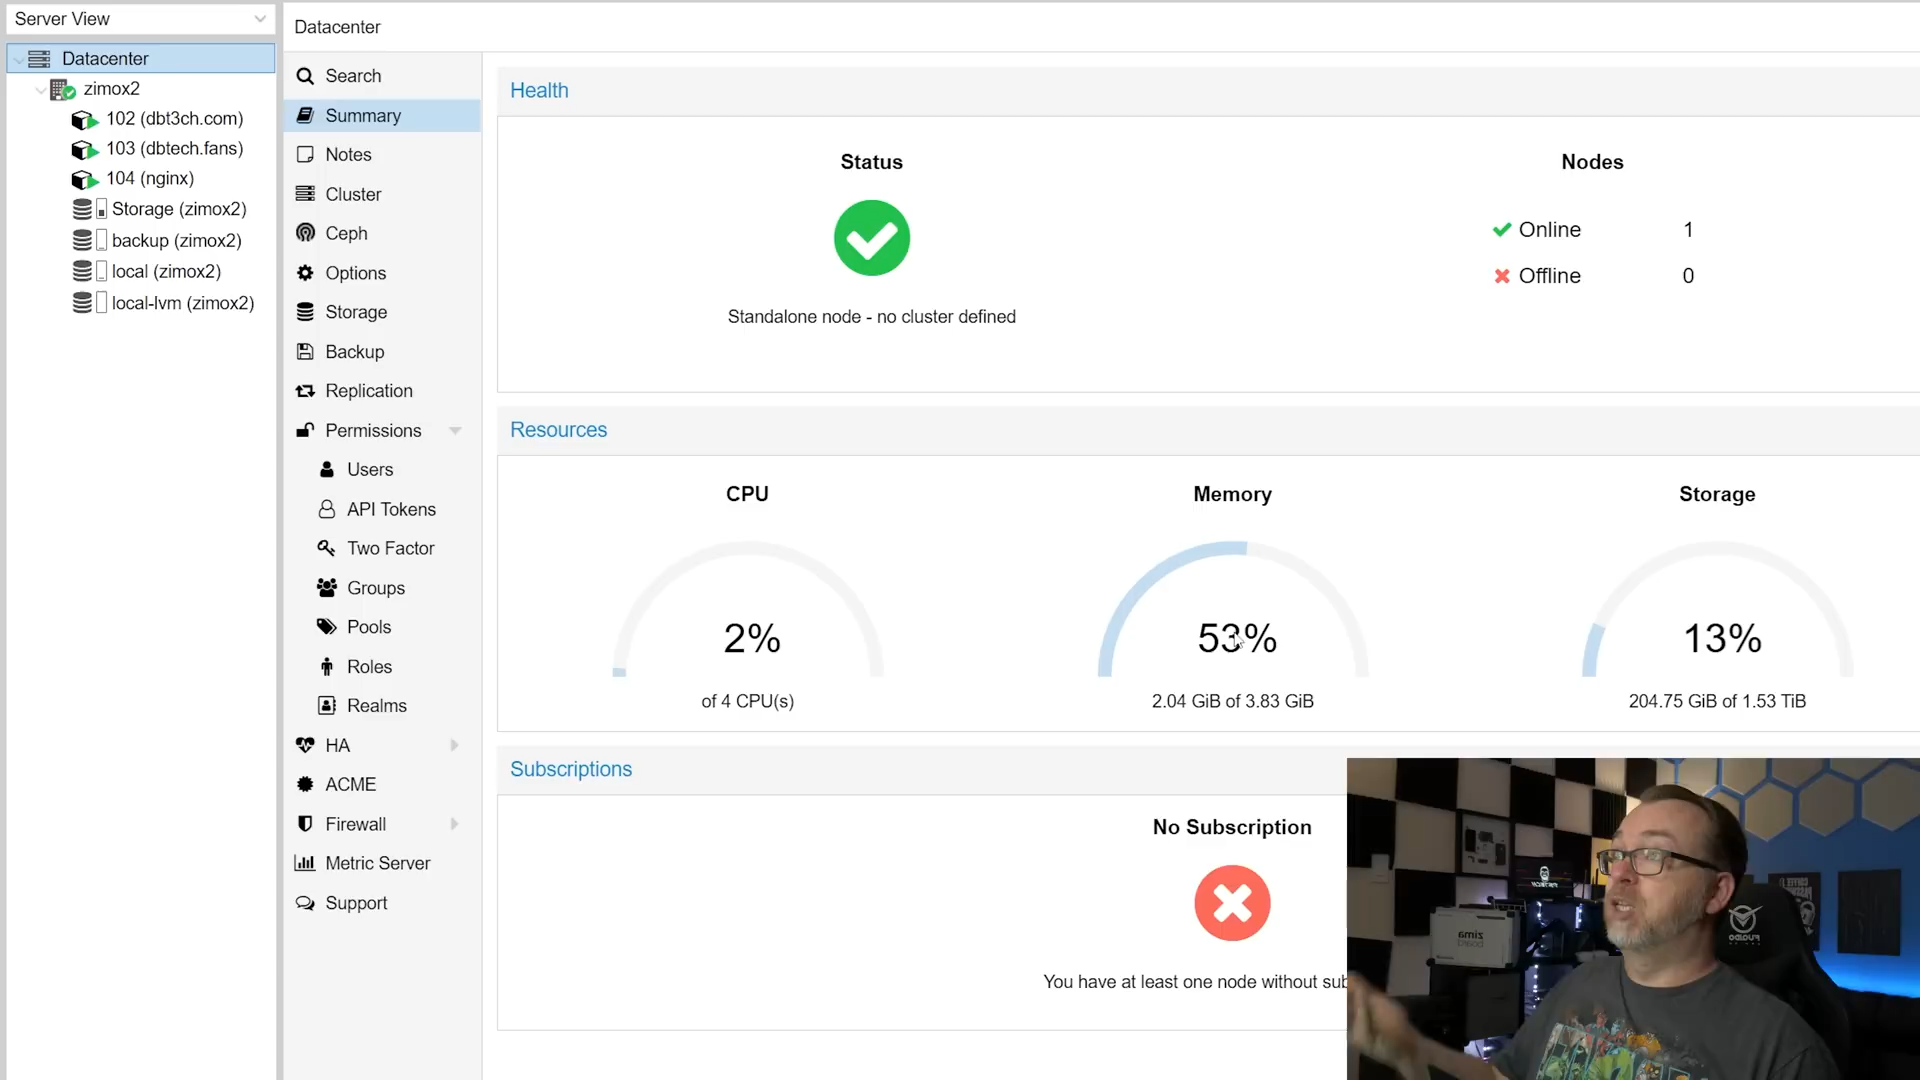 Server View
Datacenter
zimox2
102 (dbt3ch.com)
103 (dbtech.fans)
104 (nginx)
Storage (zimox2)
backup (zimox2)
local (zimox2)
local-lvm (zimox2)
Datacenter
Search
Summary
Notes
Cluster
Ceph
Options
Storage
Backup
Replication
Permissions
Users
API Tokens
Two Factor
Groups
Pools
Roles
Realms
HA
ACME
Firewall
Metric Server
Support
Health
Status
Standalone node - no cluster defined
Nodes
Online 1
Offline 0
Resources
CPU
2%
of 4 CPU(s)
Memory
53%
2.04 GiB of 3.83 GiB
Storage
13%
204.75 GiB of 1.53 TiB
Subscriptions
No Subscription
You have at least one node without sub
zima
board